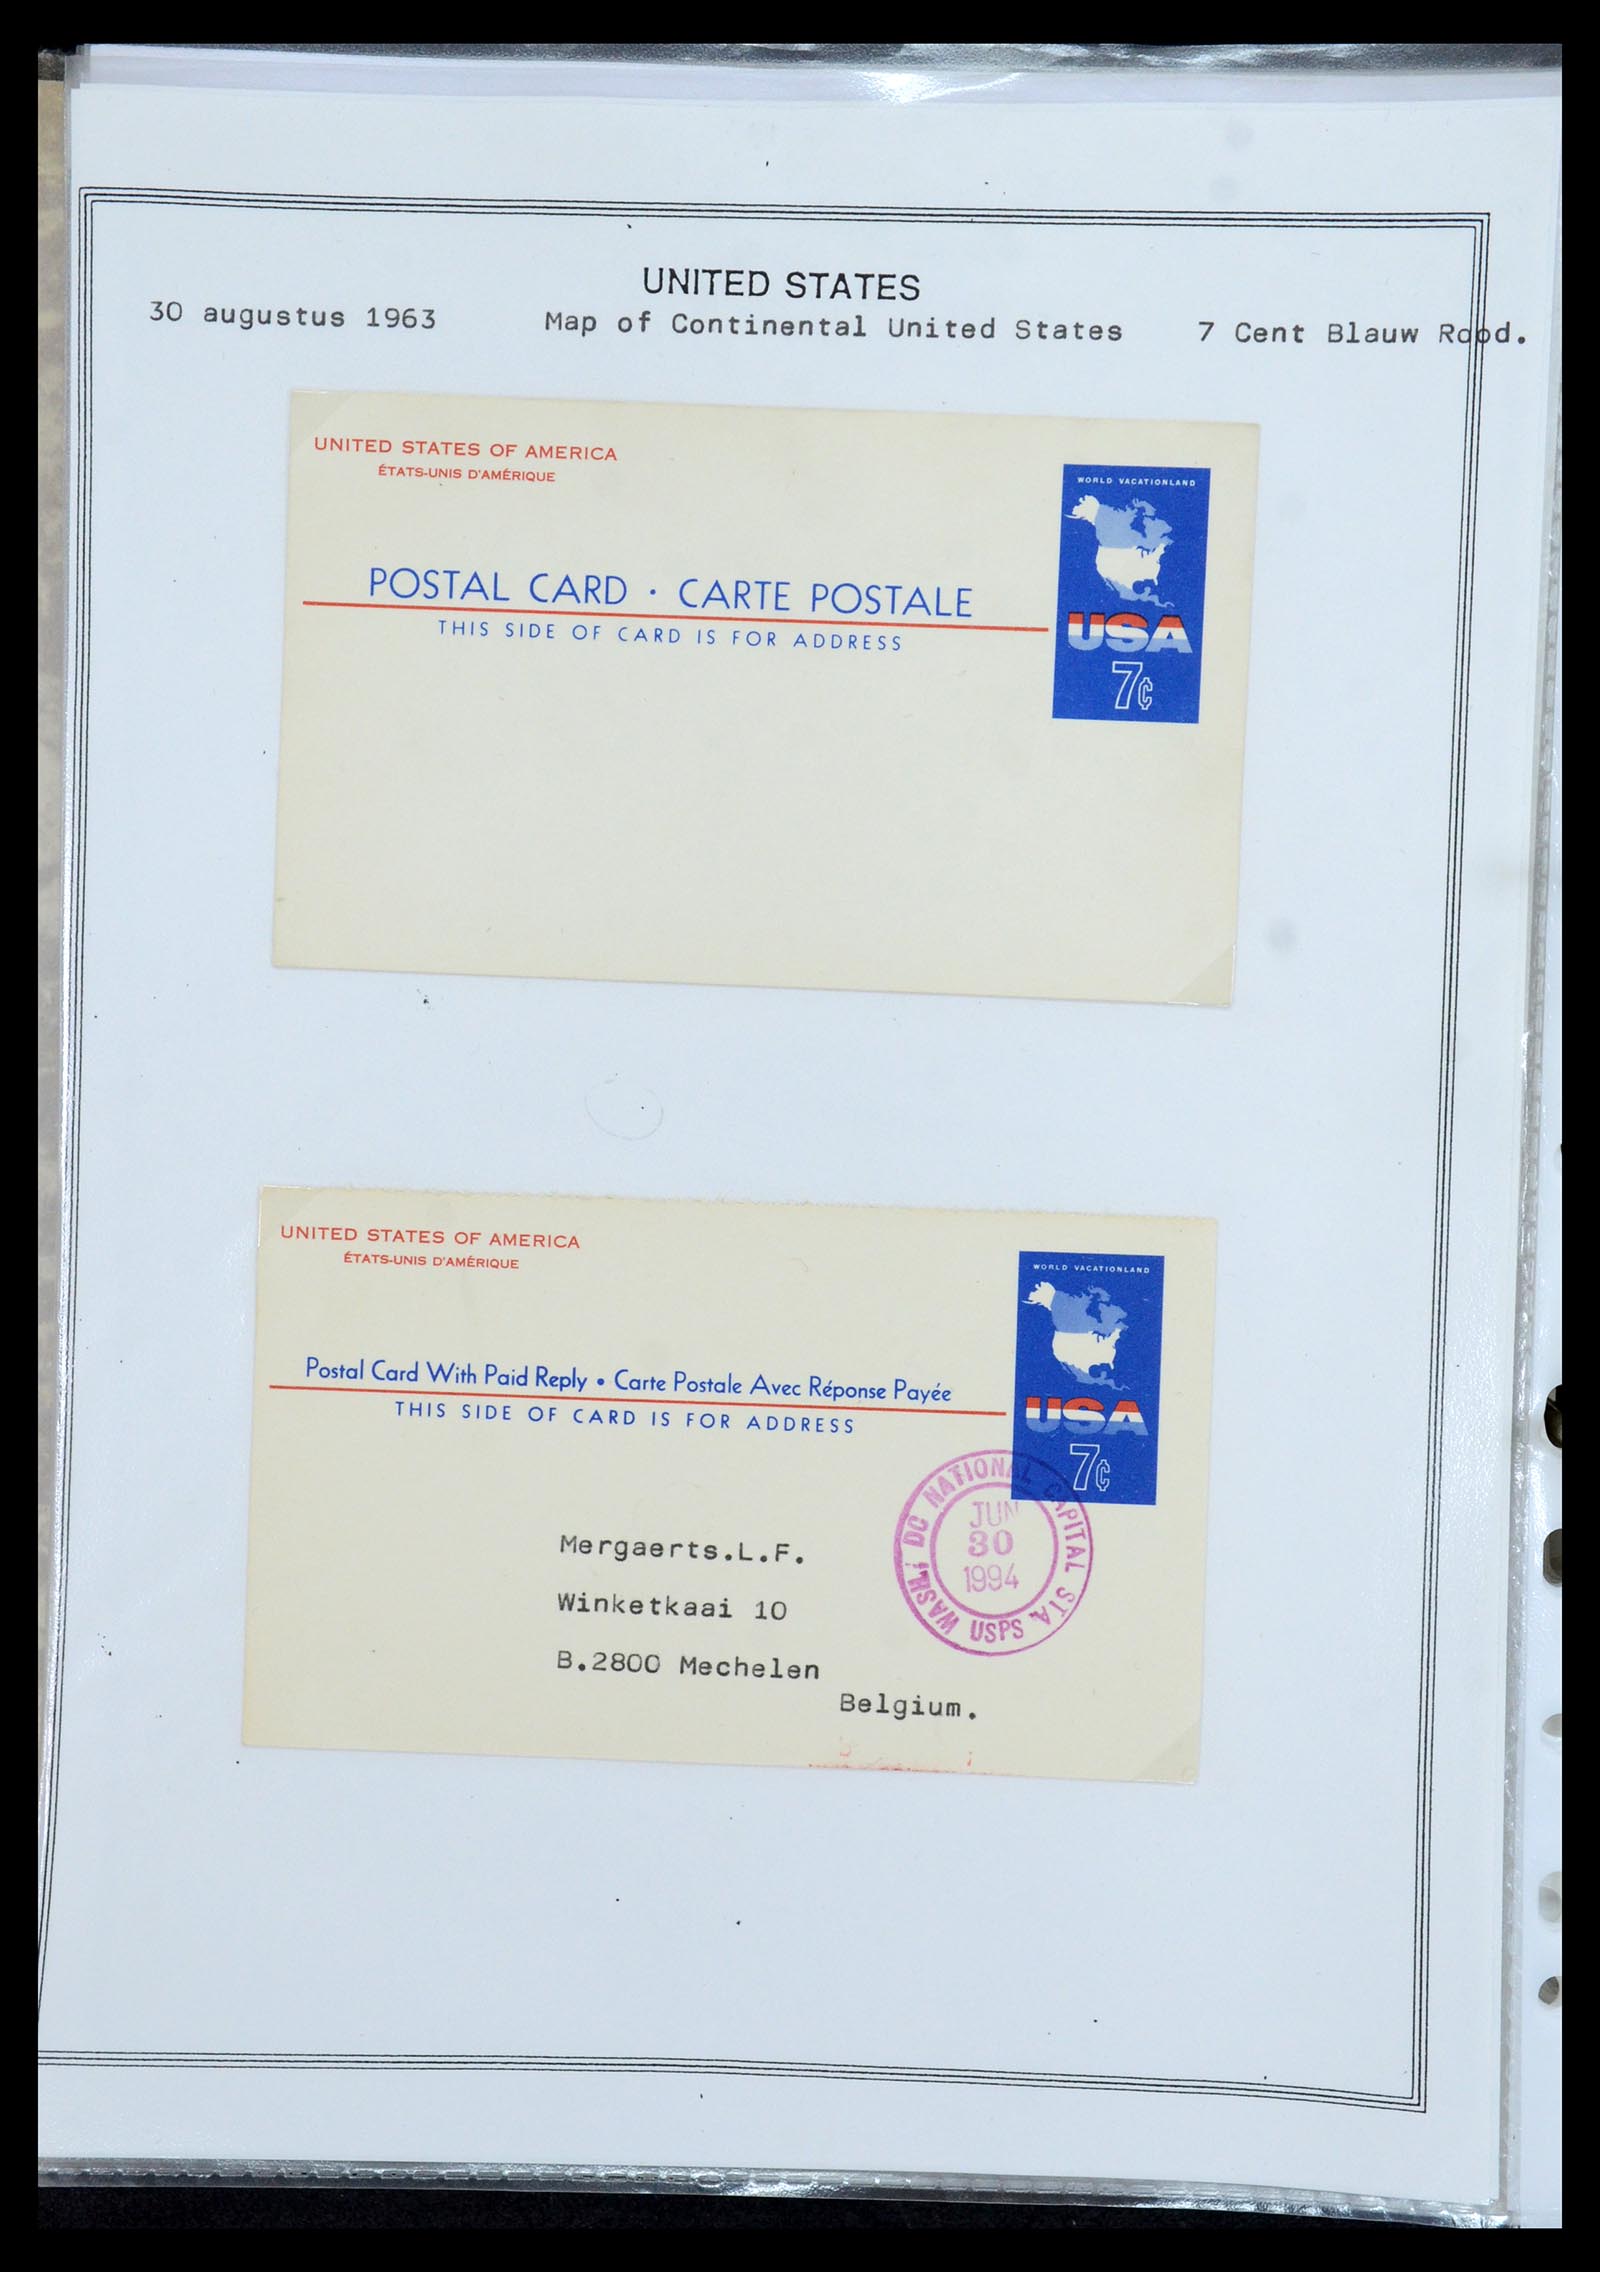 UNITED STATES
30 augustus 1963 Map of Continental United States 7 Cent Blauw Rood.
UNITED STATES OF AMERICA
ÉTATS-UNIS D'AMÉRIQUE
WORLD VACATIONLAND
POSTAL CARD · CARTE POSTALE
THIS SIDE OF CARD IS FOR ADDRESS
USA
7¢
UNITED STATES OF AMERICA
ÉTATS-UNIS D'AMÉRIQUE
WORLD VACATIONLAND
Postal Card With Paid Reply • Carte Postale Avec Réponse Payée
THIS SIDE OF CARD IS FOR ADDRESS
USA
7¢
WASH., DC NATIONAL CAPITAL STA.
JUN
30
1994
USPS
Mergaerts.L.F.
Winketkaai 10
B.2800 Mechelen
Belgium.